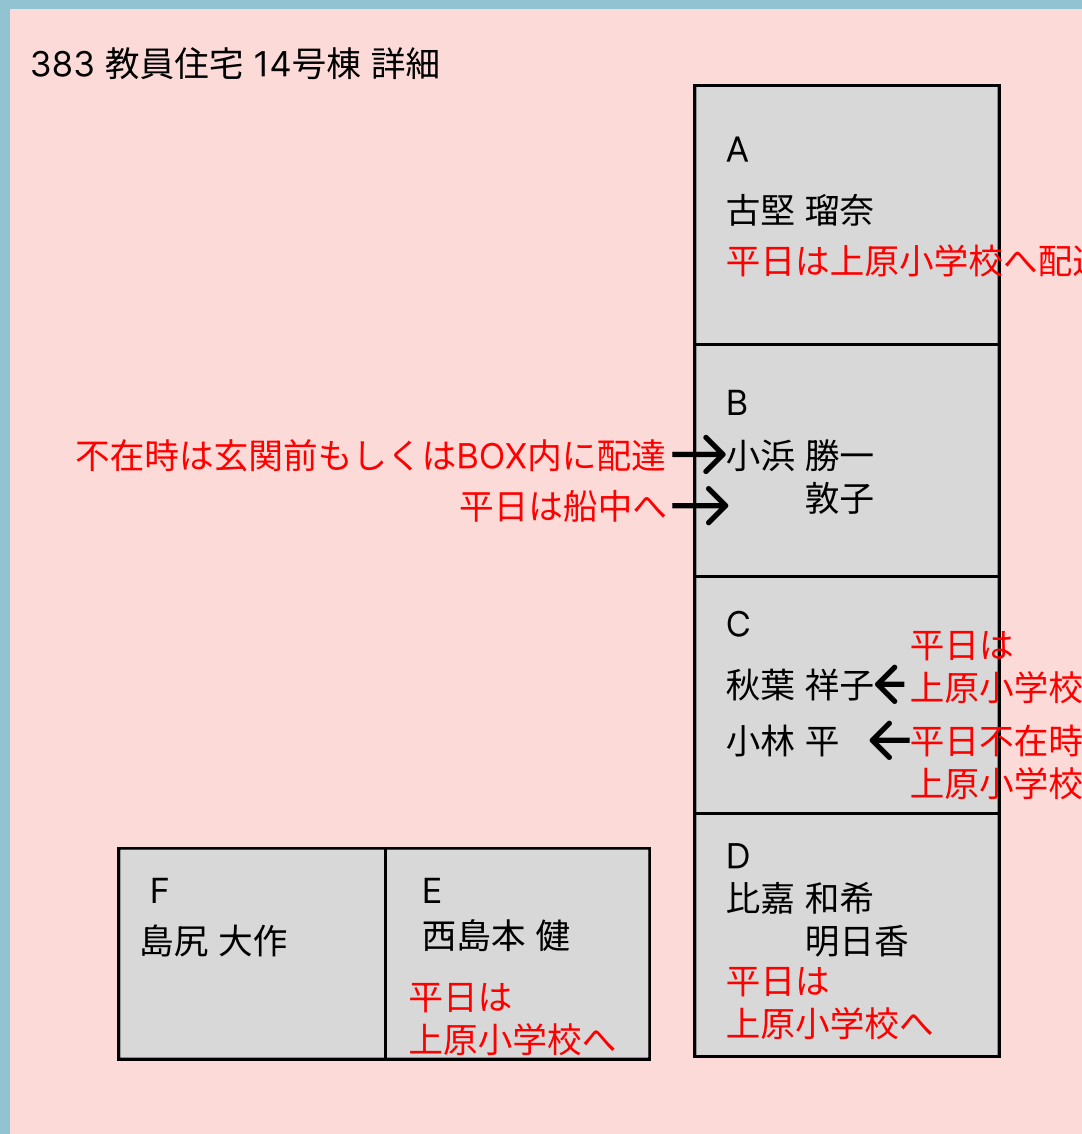 383 教員住宅 14号棟 詳細
A
古堅 瑠奈
平日は上原小学校へ配達
B
不在時は玄関前もしくはBOX内に配達
小浜 勝一
平日は船中へ
敦子
C
秋葉 祥子
平日は
上原小学校
小林 平
平日不在時
上原小学校
D
比嘉 和希
明日香
平日は
上原小学校へ
F
島尻 大作
E
西島本 健
平日は
上原小学校へ